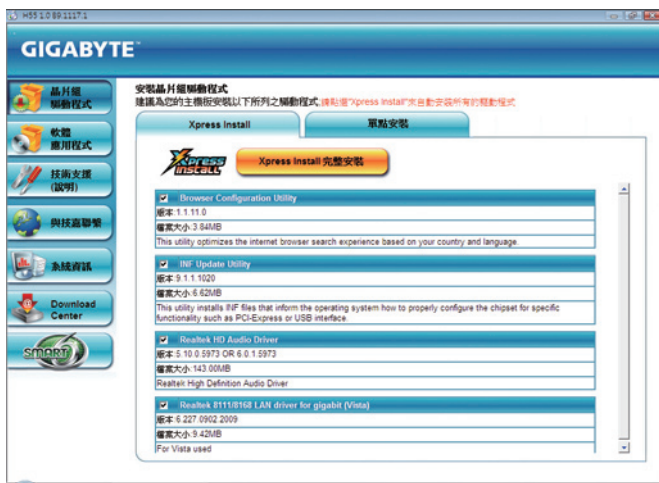 H55 1.0 B9.1117.1
GIGABYTE™
晶片組
驅動程式
軟體
應用程式
技術支援
(說明)
與技嘉聯繫
系統資訊
Download
Center
SMART 6
安裝晶片組驅動程式
建議為您的主機板安裝以下所列之驅動程式;請點選"Xpress Install"來自動安裝所有的驅動程式
Xpress Install
單點安裝
Xpress
INSTALL
Xpress Install 完整安裝
Browser Configuration Utility
版本:1.1.11.0
檔案大小:3.84MB
This utility optimizes the internet browser search experience based on your country and language.
INF Update Utility
版本:9.1.1.1020
檔案大小:6.62MB
This utility installs INF files that inform the operating system how to properly configure the chipset for specific
functionality such as PCI-Express or USB interface.
Realtek HD Audio Driver
版本:5.10.0.5973 OR 6.0.1.5973
檔案大小:143.00MB
Realtek High Definition Audio Driver
Realtek 8111/8168 LAN driver for gigabit (Vista)
版本:6.227.0902.2009
檔案大小:9.42MB
For Vista used